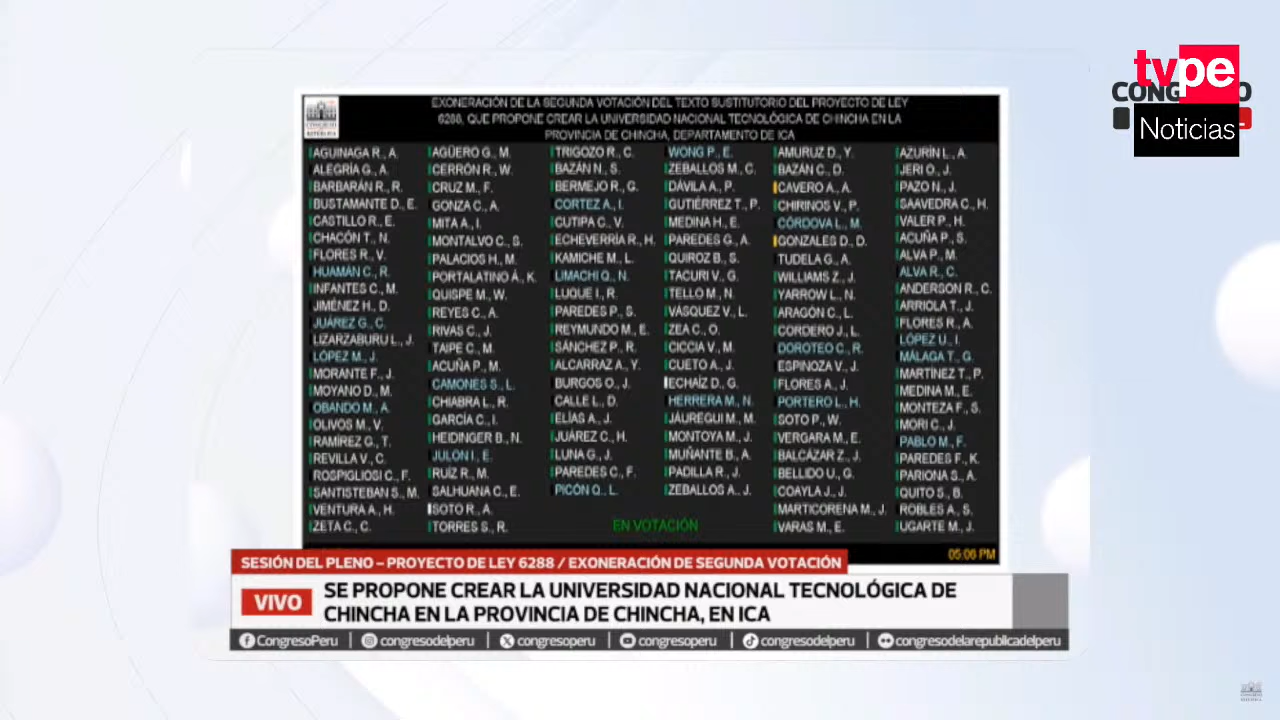 tvpe
Noticias
EXONERACIÓN DE LA SEGUNDA VOTACIÓN DEL TEXTO SUSTITUTORIO DEL PROYECTO DE LEY
6288, QUE PROPONE CREAR LA UNIVERSIDAD NACIONAL TECNOLÓGICA DE CHINCHA EN LA
PROVINCIA DE CHINCHA, DEPARTAMENTO DE ICA
AGUINAGA R., A.
ALEGRÍA G., A.
BARBARÁN R., R.
BUSTAMANTE D., E.
CASTILLO R., E.
CHACÓN T., N.
FLORES R., V.
HUAMÁN C., R.
INFANTES C., M.
JIMÉNEZ H., D.
JUÁREZ G., C.
LIZARZABURU L., J.
LÓPEZ M., J.
MORANTE F., J.
MOYANO D., M.
OBANDO M., A.
OLIVOS M., V.
RAMÍREZ G., T.
REVILLA V., C.
ROSPIGLIOSI C., F.
SANTISTEBAN S., M.
VENTURA A., H.
ZETA C., C.
AGÜERO G., M.
CERRÓN R., W.
CRUZ M., F.
GONZA C., A.
MITA A., I.
MONTALVO C., S.
PALACIOS H., M.
PORTALATINO Á., K.
QUISPE M., W.
REYES C., A.
RIVAS C., J.
TAIPE C., M.
ACUÑA P., M.
CAMONES S., L.
CHIABRA L., R.
GARCÍA C., I.
HEIDINGER B., N.
JULON I., E.
RUÍZ R., M.
SALHUANA C., E.
SOTO R., A.
TORRES S., R.
TRIGOZO R., C.
BAZÁN N., S.
BERMEJO R., G.
CORTEZ A., I.
CUTIPA C., V.
ECHEVERRÍA R., H.
KAMICHE M., L.
LIMACHI Q., N.
LUQUE I., R.
PAREDES P., S.
REYMUNDO M., E.
SÁNCHEZ P., R.
ALCARRAZ A., Y.
BURGOS O., J.
CALLE L., D.
ELÍAS A., J.
JUÁREZ C., H.
LUNA G., J.
PAREDES C., F.
PICÓN Q., L.
WONG P., E.
ZEBALLOS M., C.
DÁVILA A., P.
GUTIÉRREZ T., P.
MEDINA H., E.
PAREDES G., A.
QUIROZ B., S.
TACURI V., G.
TELLO M., N.
VÁSQUEZ V., L.
ZEA C., O.
CICCIA V., M.
CUETO A., J.
ECHAÍZ D., G.
HERRERA M., N.
JÁUREGUI M., M.
MONTOYA M., J.
MUÑANTE B., A.
PADILLA R., J.
ZEBALLOS A., J.
AMURUZ D., Y.
BAZÁN C., D.
CAVERO A., A.
CHIRINOS V., P.
CÓRDOVA L., M.
GONZALES D., D.
TUDELA G., A.
WILLIAMS Z., J.
YARROW L., N.
ARAGÓN C., L.
CORDERO J., L.
DOROTEO C., R.
ESPINOZA V., J.
FLORES A., J.
PORTERO L., H.
SOTO P., W.
VERGARA M., E.
BALCÁZAR Z., J.
BELLIDO U., G.
COAYLA J., J.
MARTICORENA M., J.
VARAS M., E.
AZURÍN L., A.
JERI O., J.
PAZO N., J.
SAAVEDRA C., H.
VALER P., H.
ACUÑA P., S.
ALVA P., M.
ALVA R., C.
ANDERSON R., C.
ARRIOLA T., J.
FLORES R., A.
LÓPEZ U., I.
MÁLAGA T., G.
MARTÍNEZ T., P.
MEDINA M., E.
MONTEZA F., S.
MORI C., J.
PABLO M., F.
PAREDES F., K.
PARIONA S., A.
QUITO S., B.
ROBLES A., S.
UGARTE M., J.
EN VOTACIÓN
05:06 PM
SESIÓN DEL PLENO – PROYECTO DE LEY 6288 / EXONERACIÓN DE SEGUNDA VOTACIÓN
VIVO
SE PROPONE CREAR LA UNIVERSIDAD NACIONAL TECNOLÓGICA DE
CHINCHA EN LA PROVINCIA DE CHINCHA, EN ICA
CongresoPeru | congresodelperu | congresoperu | congresoperu | congresodelperu | congresodelarepublicadelperu